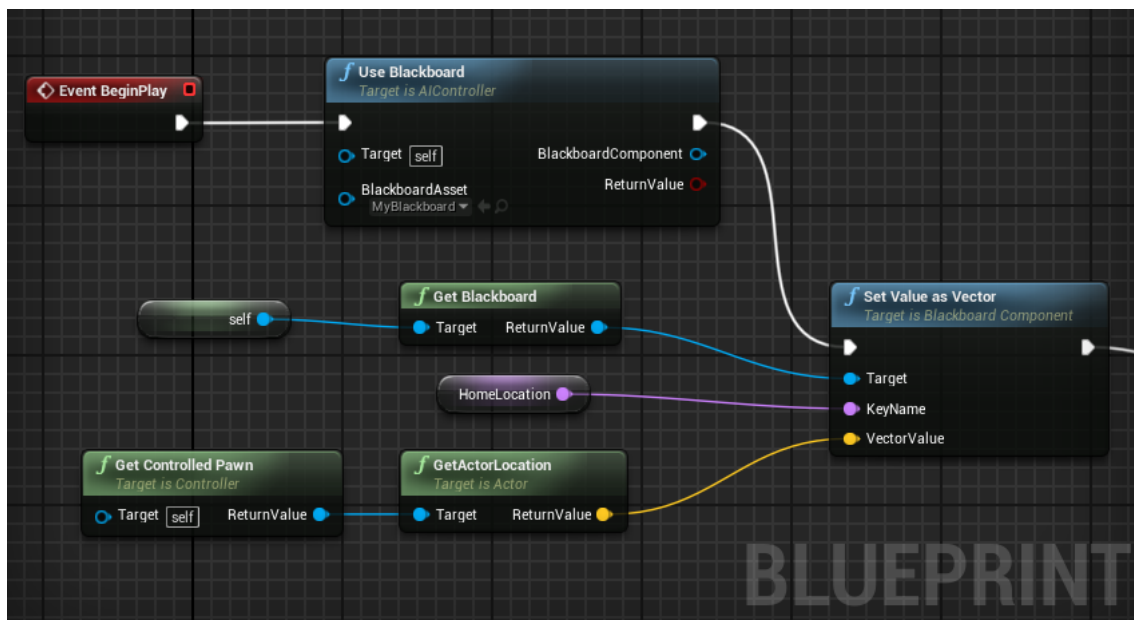 Event BeginPlay
f Use Blackboard
Target is AIController
Target self
BlackboardComponent
ReturnValue
BlackboardAsset
MyBlackboard
self
f Get Blackboard
Target ReturnValue
HomeLocation
f Get Controlled Pawn
Target is Controller
Target self ReturnValue
f GetActorLocation
Target is Actor
Target ReturnValue
f Set Value as Vector
Target is Blackboard Component
Target
KeyName
VectorValue
BLUEPRINT